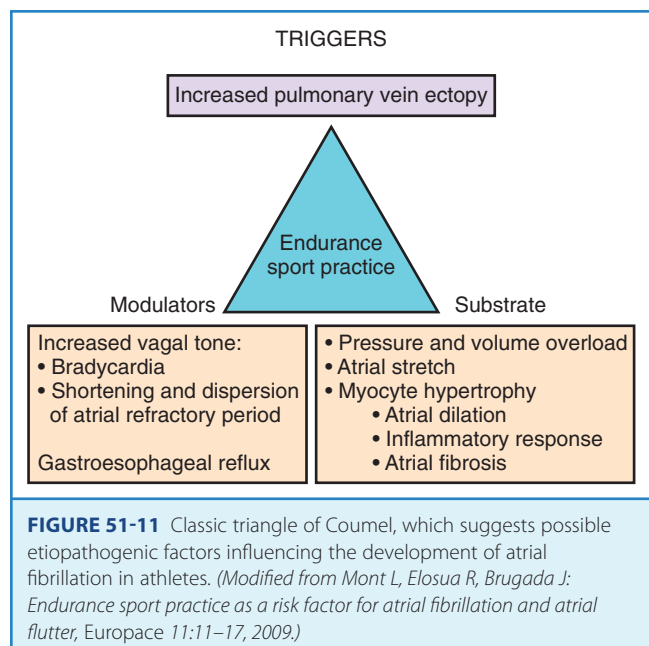 TRIGGERS
Increased pulmonary vein ectopy
Endurance
sport practice
Modulators
Substrate
Increased vagal tone:
• Bradycardia
• Shortening and dispersion
of atrial refractory period
Gastroesophageal reflux
• Pressure and volume overload
• Atrial stretch
• Myocyte hypertrophy
• Atrial dilation
• Inflammatory response
• Atrial fibrosis
FIGURE 51-11 Classic triangle of Coumel, which suggests possible
etiopathogenic factors influencing the development of atrial
fibrillation in athletes. (Modified from Mont L, Elosua R, Brugada J:
Endurance sport practice as a risk factor for atrial fibrillation and atrial
flutter, Europace 11:11–17, 2009.)